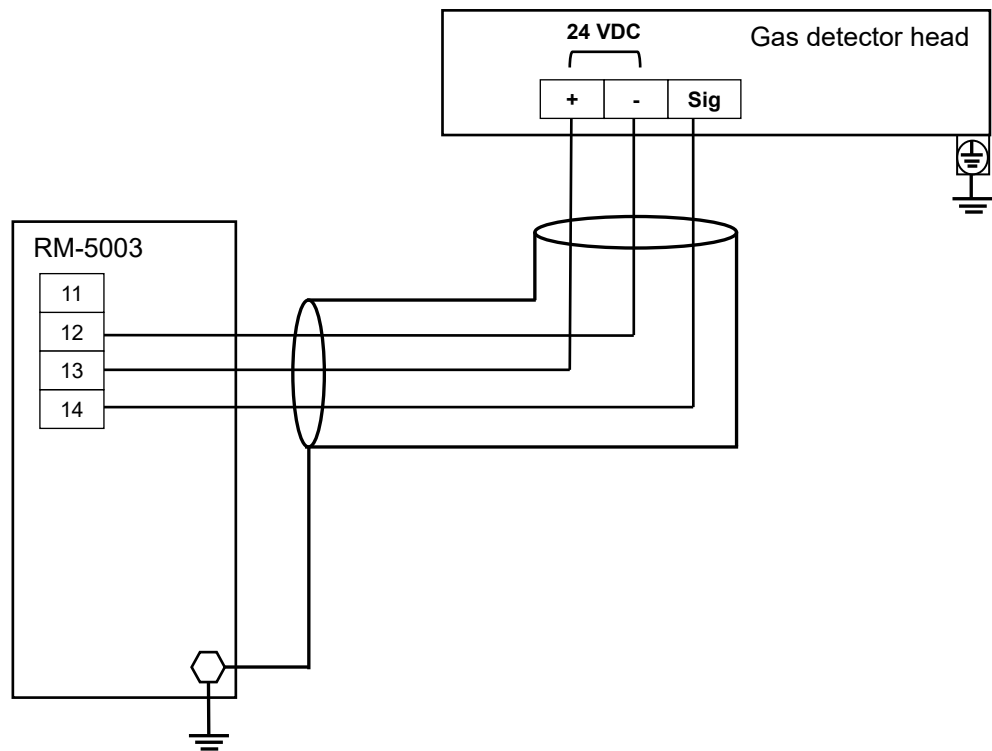 24 VDC
Gas detector head
+ - Sig
RM-5003
11
12
13
14